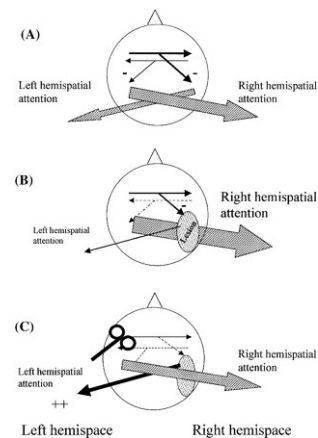 (A)
Left hemispatial
attention
Right hemispatial
attention
-
-
(B)
Right hemispatial
attention
-
Left hemispatial
attention
Lesion
(C)
Left hemispatial
attention
Right hemispatial
attention
++
Left hemispace
Right hemispace